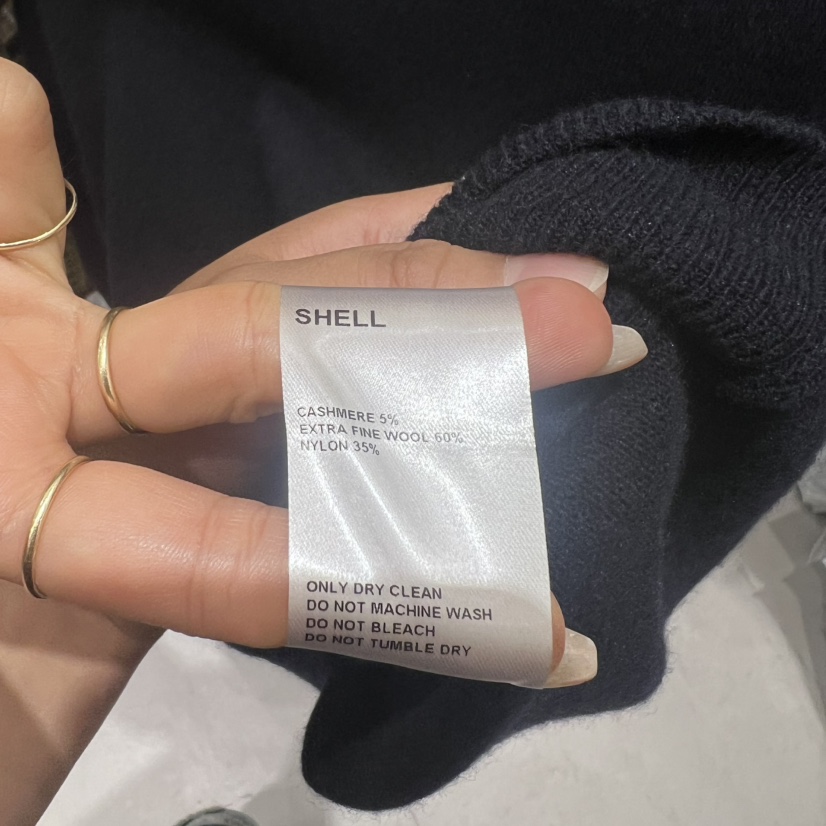 SHELL
CASHMERE 5%
EXTRA FINE WOOL 60%
NYLON 35%
ONLY DRY CLEAN
DO NOT MACHINE WASH
DO NOT BLEACH
DO NOT TUMBLE DRY